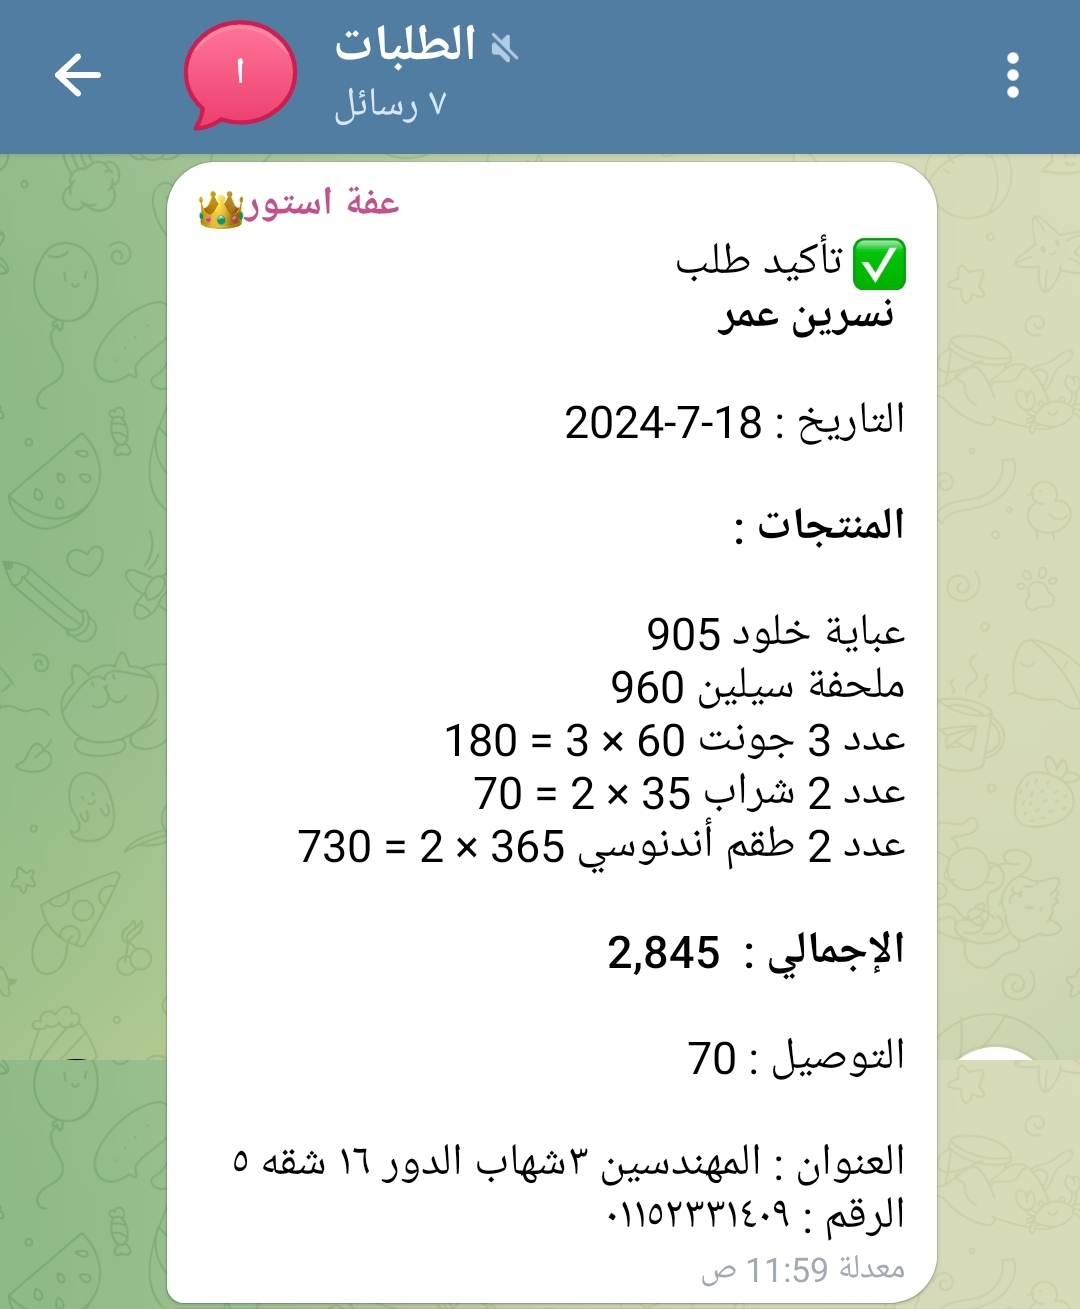 الطلبات
٧ رسائل
ا
عفة استور👑
✅ تأكيد طلب
نسرين عمر
التاريخ : 18-7-2024
المنتجات :
عباية خلود 905
ملحفة سيلين 960
عدد 3 جونت 60 × 3 = 180
عدد 2 شراب 35 × 2 = 70
عدد 2 طقم أندنوسي 365 × 2 = 730
الإجمالي : 2,845
التوصيل : 70
العنوان : المهندسين ٣شهاب الدور ١٦ شقه ٥
الرقم : ٠١١٥٢٣٣١٤٠٩
معدلة 11:59 ص